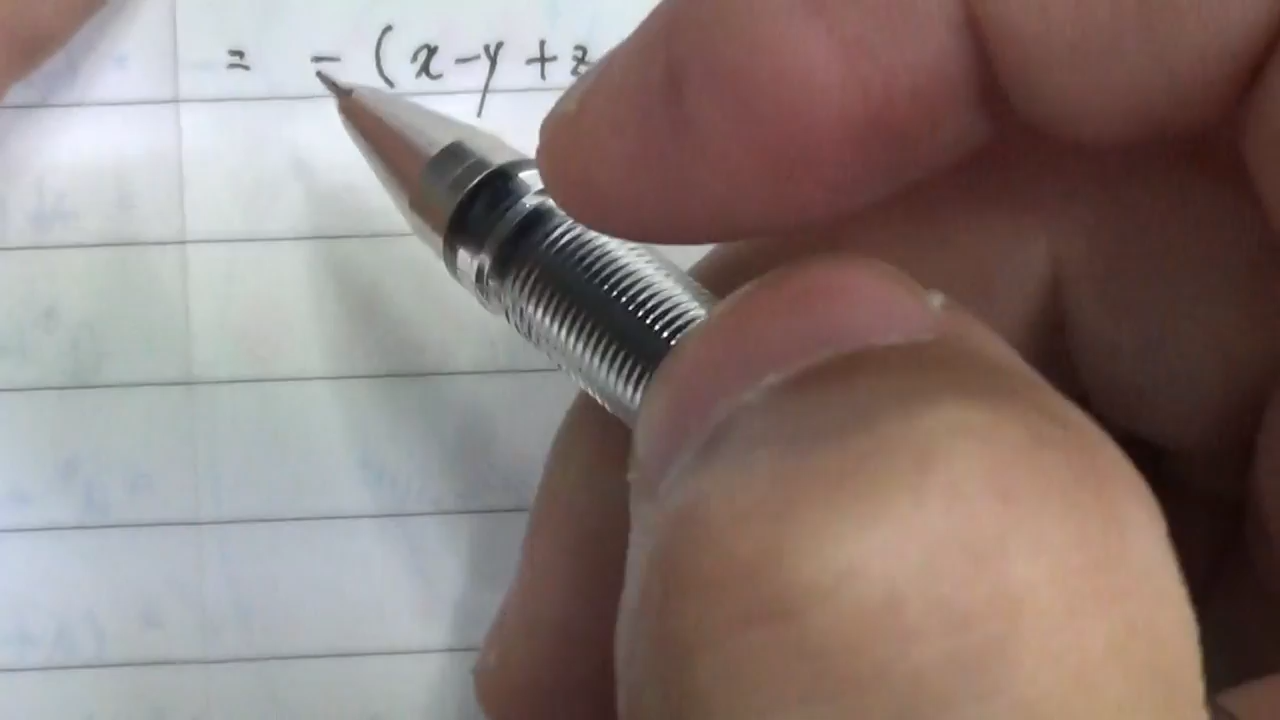 = - (x-y+z